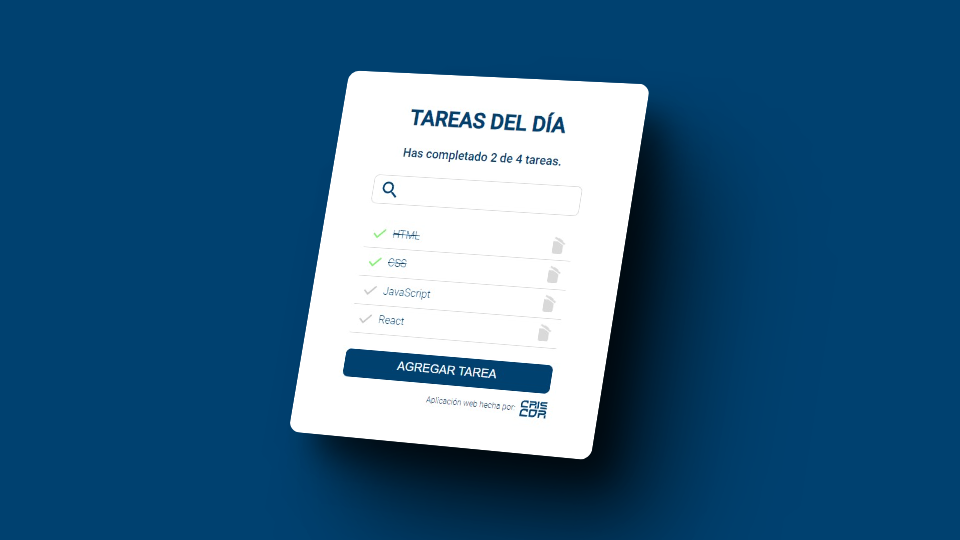 TAREAS DEL DÍA
Has completado 2 de 4 tareas.
HTML
CSS
JavaScript
React
AGREGAR TAREA
Aplicación web hecha por:
CRIS
CDR